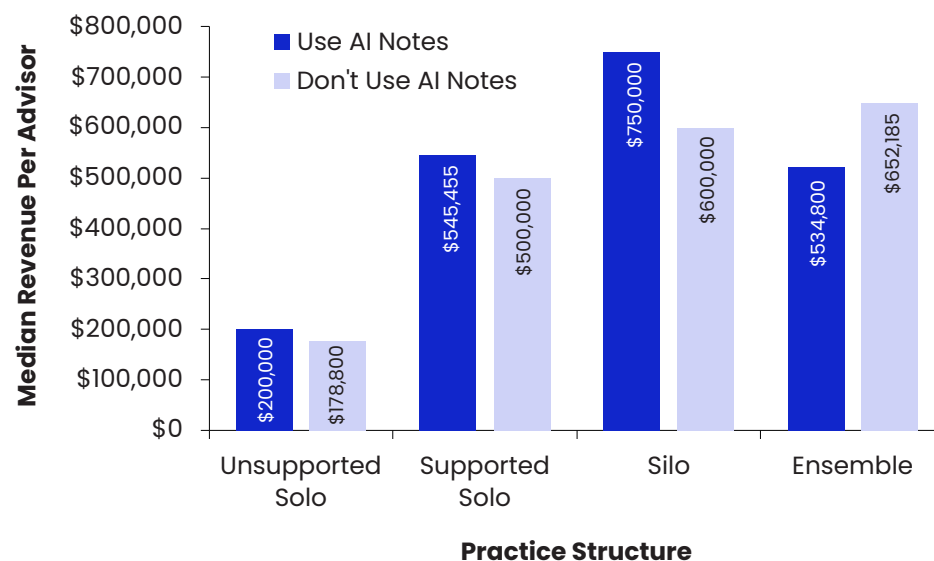 $800,000
$700,000
$600,000
$500,000
$400,000
$300,000
$200,000
$100,000
$0
Median Revenue Per Advisor
Use AI Notes
Don't Use AI Notes
$200,000
$178,800
$545,455
$500,000
$750,000
$600,000
$534,800
$652,185
Unsupported
Solo
Supported
Solo
Silo
Ensemble
Practice Structure